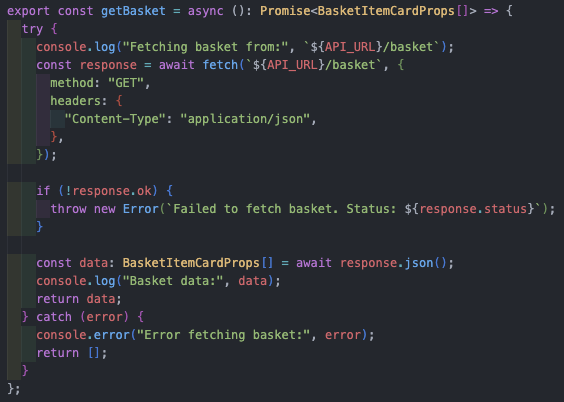 export const getBasket = async (): Promise<BasketItemCardProps[]> => {
  try {
    console.log("Fetching basket from:", `${API_URL}/basket`);
    const response = await fetch(`${API_URL}/basket`, {
      method: "GET",
      headers: {
        "Content-Type": "application/json",
      },
    });

    if (!response.ok) {
      throw new Error(`Failed to fetch basket. Status: ${response.status}`);
    }

    const data: BasketItemCardProps[] = await response.json();
    console.log("Basket data:", data);
    return data;
  } catch (error) {
    console.error("Error fetching basket:", error);
    return [];
  }
};